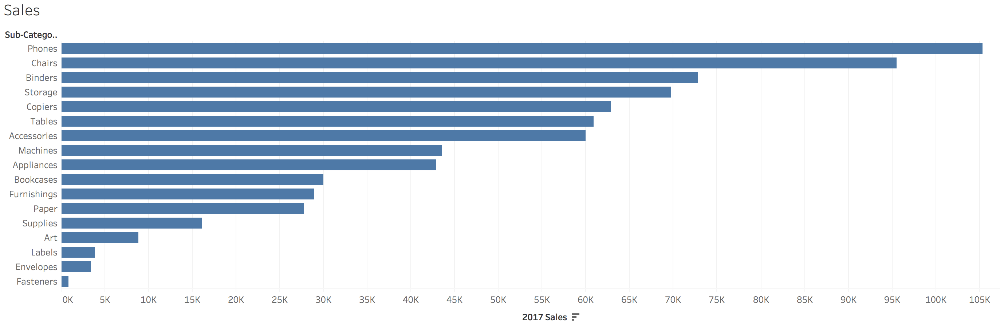 Sales
Sub-Catego..
Phones
Chairs
Binders
Storage
Copiers
Tables
Accessories
Machines
Appliances
Bookcases
Furnishings
Paper
Supplies
Art
Labels
Envelopes
Fasteners
0K 5K 10K 15K 20K 25K 30K 35K 40K 45K 50K 55K 60K 65K 70K 75K 80K 85K 90K 95K 100K 105K
2017 Sales